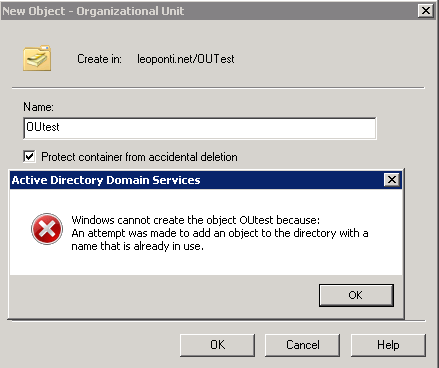 New Object - Organizational Unit
Create in: leoponti.net/OUTest
Name:
OUtest
Protect container from accidental deletion
Active Directory Domain Services
Windows cannot create the object OUtest because:
An attempt was made to add an object to the directory with a
name that is already in use.
OK
OK Cancel Help